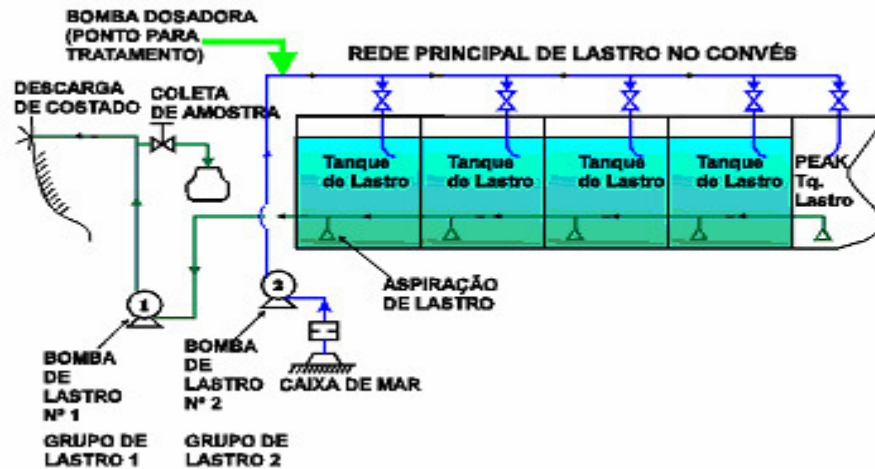 BOMBA DOSADORA
(PONTO PARA
TRATAMENTO)
REDE PRINCIPAL DE LASTRO NO CONVÉS
DESCARGA
DE COSTADO
COLETA
DE AMOSTRA
Tanque
de Lastro
Tanque
de Lastro
Tanque
de Lastro
Tanque
de Lastro
PEAK
Tq.
Lastro
ASPIRAÇÃO
DE LASTRO
1
2
BOMBA
DE
LASTRO
Nº 1
BOMBA
DE
LASTRO
Nº 2
CAIXA DE MAR
GRUPO DE
LASTRO 1
GRUPO DE
LASTRO 2